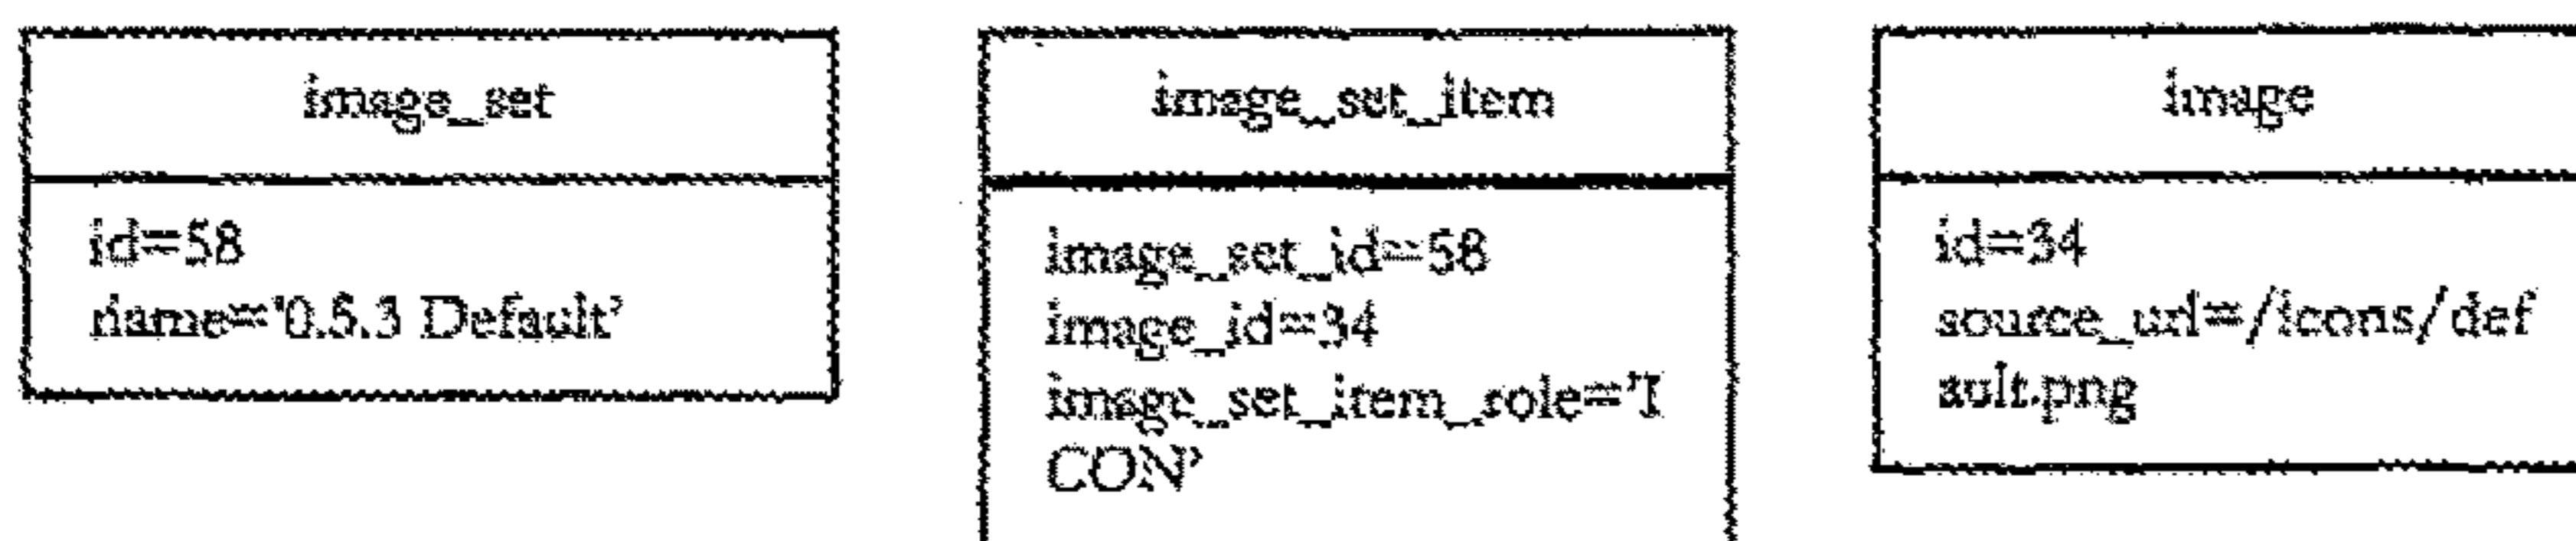 image_set
id=58
name='0.5.3 Default'
image_set_item
image_set_id=58
image_id=34
image_set_item_role='I
CON'
image
id=34
source_url=/icons/def
ault.png